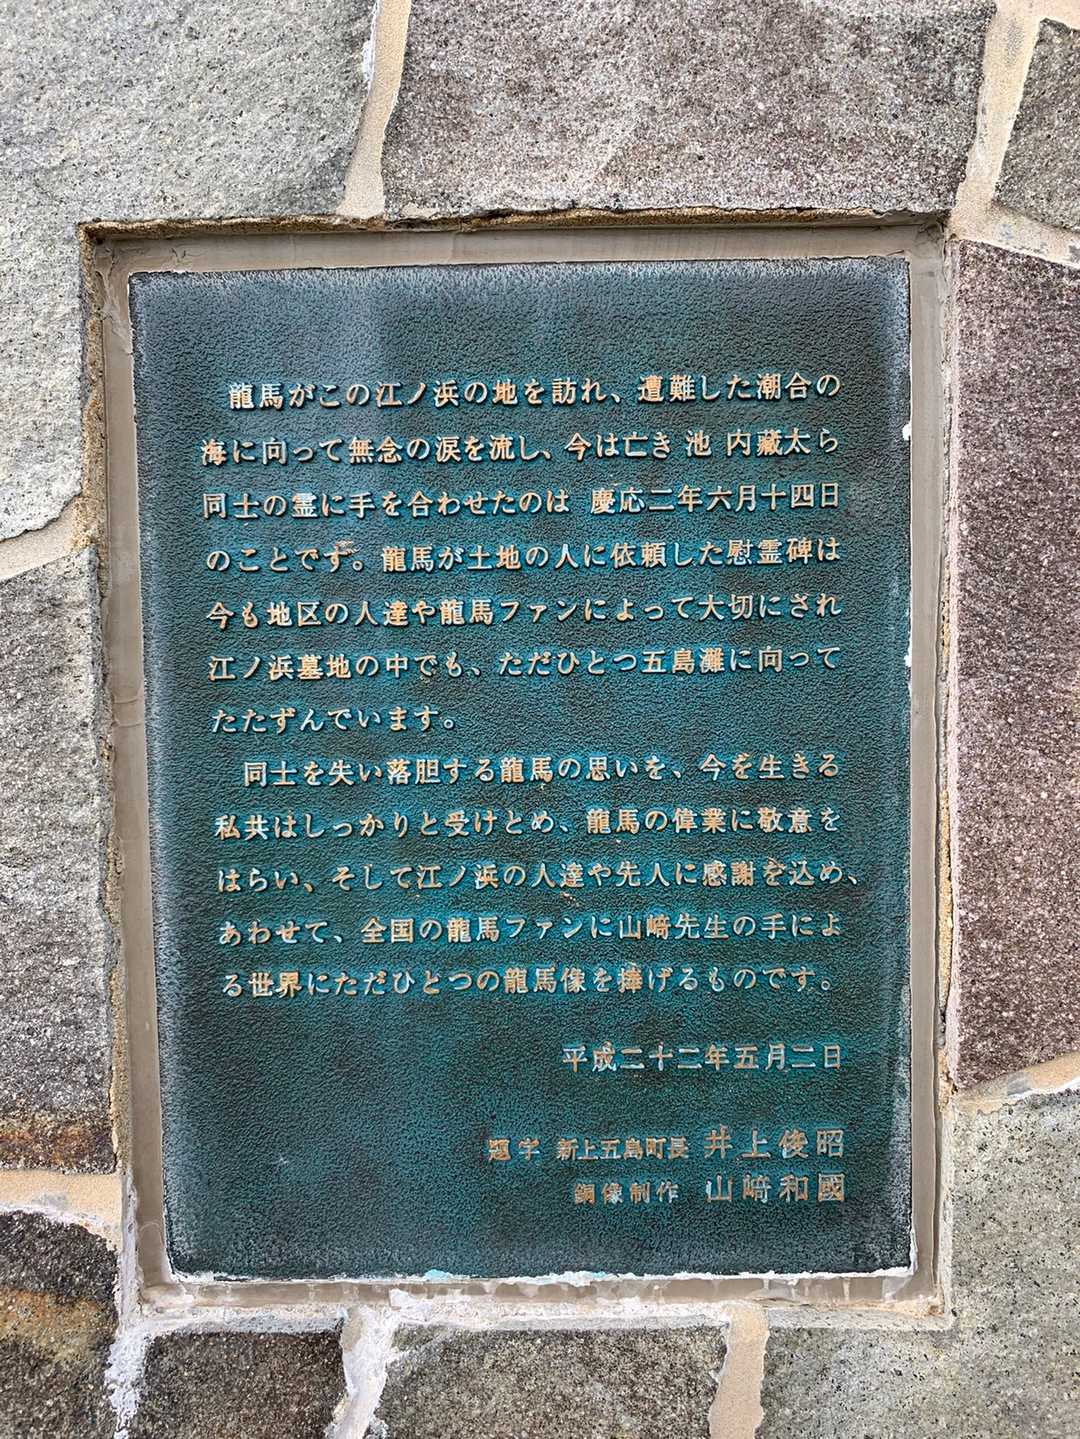 龍馬がこの江ノ浜の地を訪れ、遭難した潮合の
海に向って無念の涙を流し、今は亡き 池 内藏太ら
同士の霊に手を合わせたのは 慶応二年六月十四日
のことです。龍馬が土地の人に依頼した慰霊碑は
今も地区の人達や龍馬ファンによって大切にされ
江ノ浜墓地の中でも、ただひとつ五島灘に向って
たたずんでいます。
同士を失い落胆する龍馬の思いを、今を生きる
私共はしっかりと受けとめ、龍馬の偉業に敬意を
はらい、そして江ノ浜の人達や先人に感謝を込め、
あわせて、全国の龍馬ファンに山﨑先生の手によ
る世界にただひとつの龍馬像を捧げるものです。
平成二十二年五月二日
題字 新上五島町長 井上俊昭
銅像制作 山﨑和國